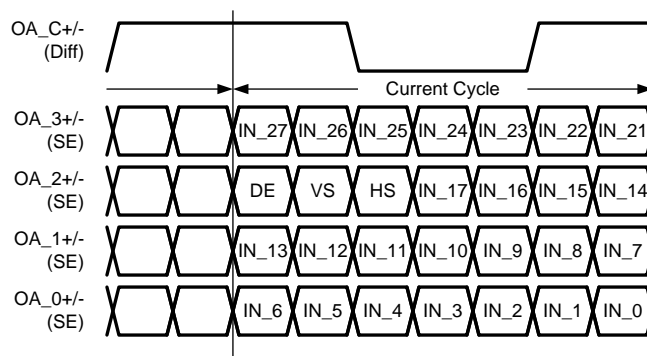 OA_C+/-
(Diff)
Current Cycle
OA_3+/-
(SE)
IN_27 IN_26 IN_25 IN_24 IN_23 IN_22 IN_21
OA_2+/-
(SE)
DE VS HS IN_17 IN_16 IN_15 IN_14
OA_1+/-
(SE)
IN_13 IN_12 IN_11 IN_10 IN_9 IN_8 IN_7
OA_0+/-
(SE)
IN_6 IN_5 IN_4 IN_3 IN_2 IN_1 IN_0